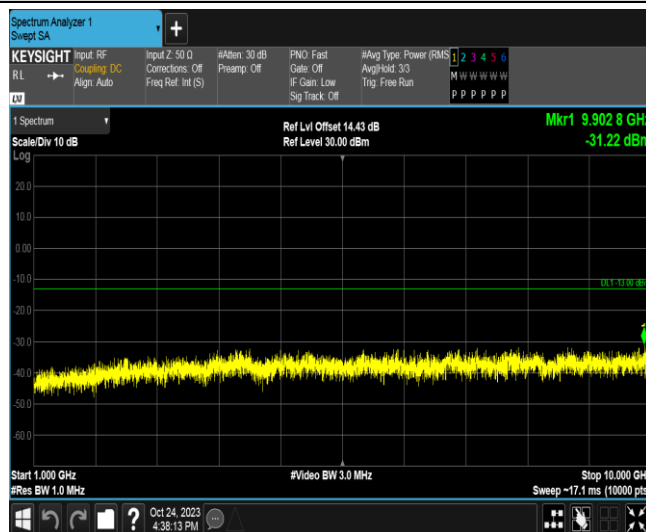 Spectrum Analyzer 1
Swept SA
+
KEYSIGHT
RL
LXI
Input: RF
Coupling: DC
Align: Auto
Input Z: 50 Ω
Corrections: Off
Freq Ref: Int (S)
#Atten: 30 dB
Preamp: Off
PNO: Fast
Gate: Off
IF Gain: Low
Sig Track: Off
#Avg Type: Power (RMS
Avg|Hold: 3/3
Trig: Free Run
1 2 3 4 5 6
M W W W W W
P P P P P P
1 Spectrum
Scale/Div 10 dB
Log
Ref Lvl Offset 14.43 dB
Ref Level 30.00 dBm
Mkr1 9.902 8 GHz
-31.22 dBm
20.0
10.0
0.00
-10.0
DL1 -13.00 dBm
-20.0
-30.0
-40.0
-50.0
-60.0
Start 1.000 GHz
#Res BW 1.0 MHz
#Video BW 3.0 MHz
Stop 10.000 GHz
Sweep ~17.1 ms (10000 pts
?
Oct 24, 2023
4:38:13 PM